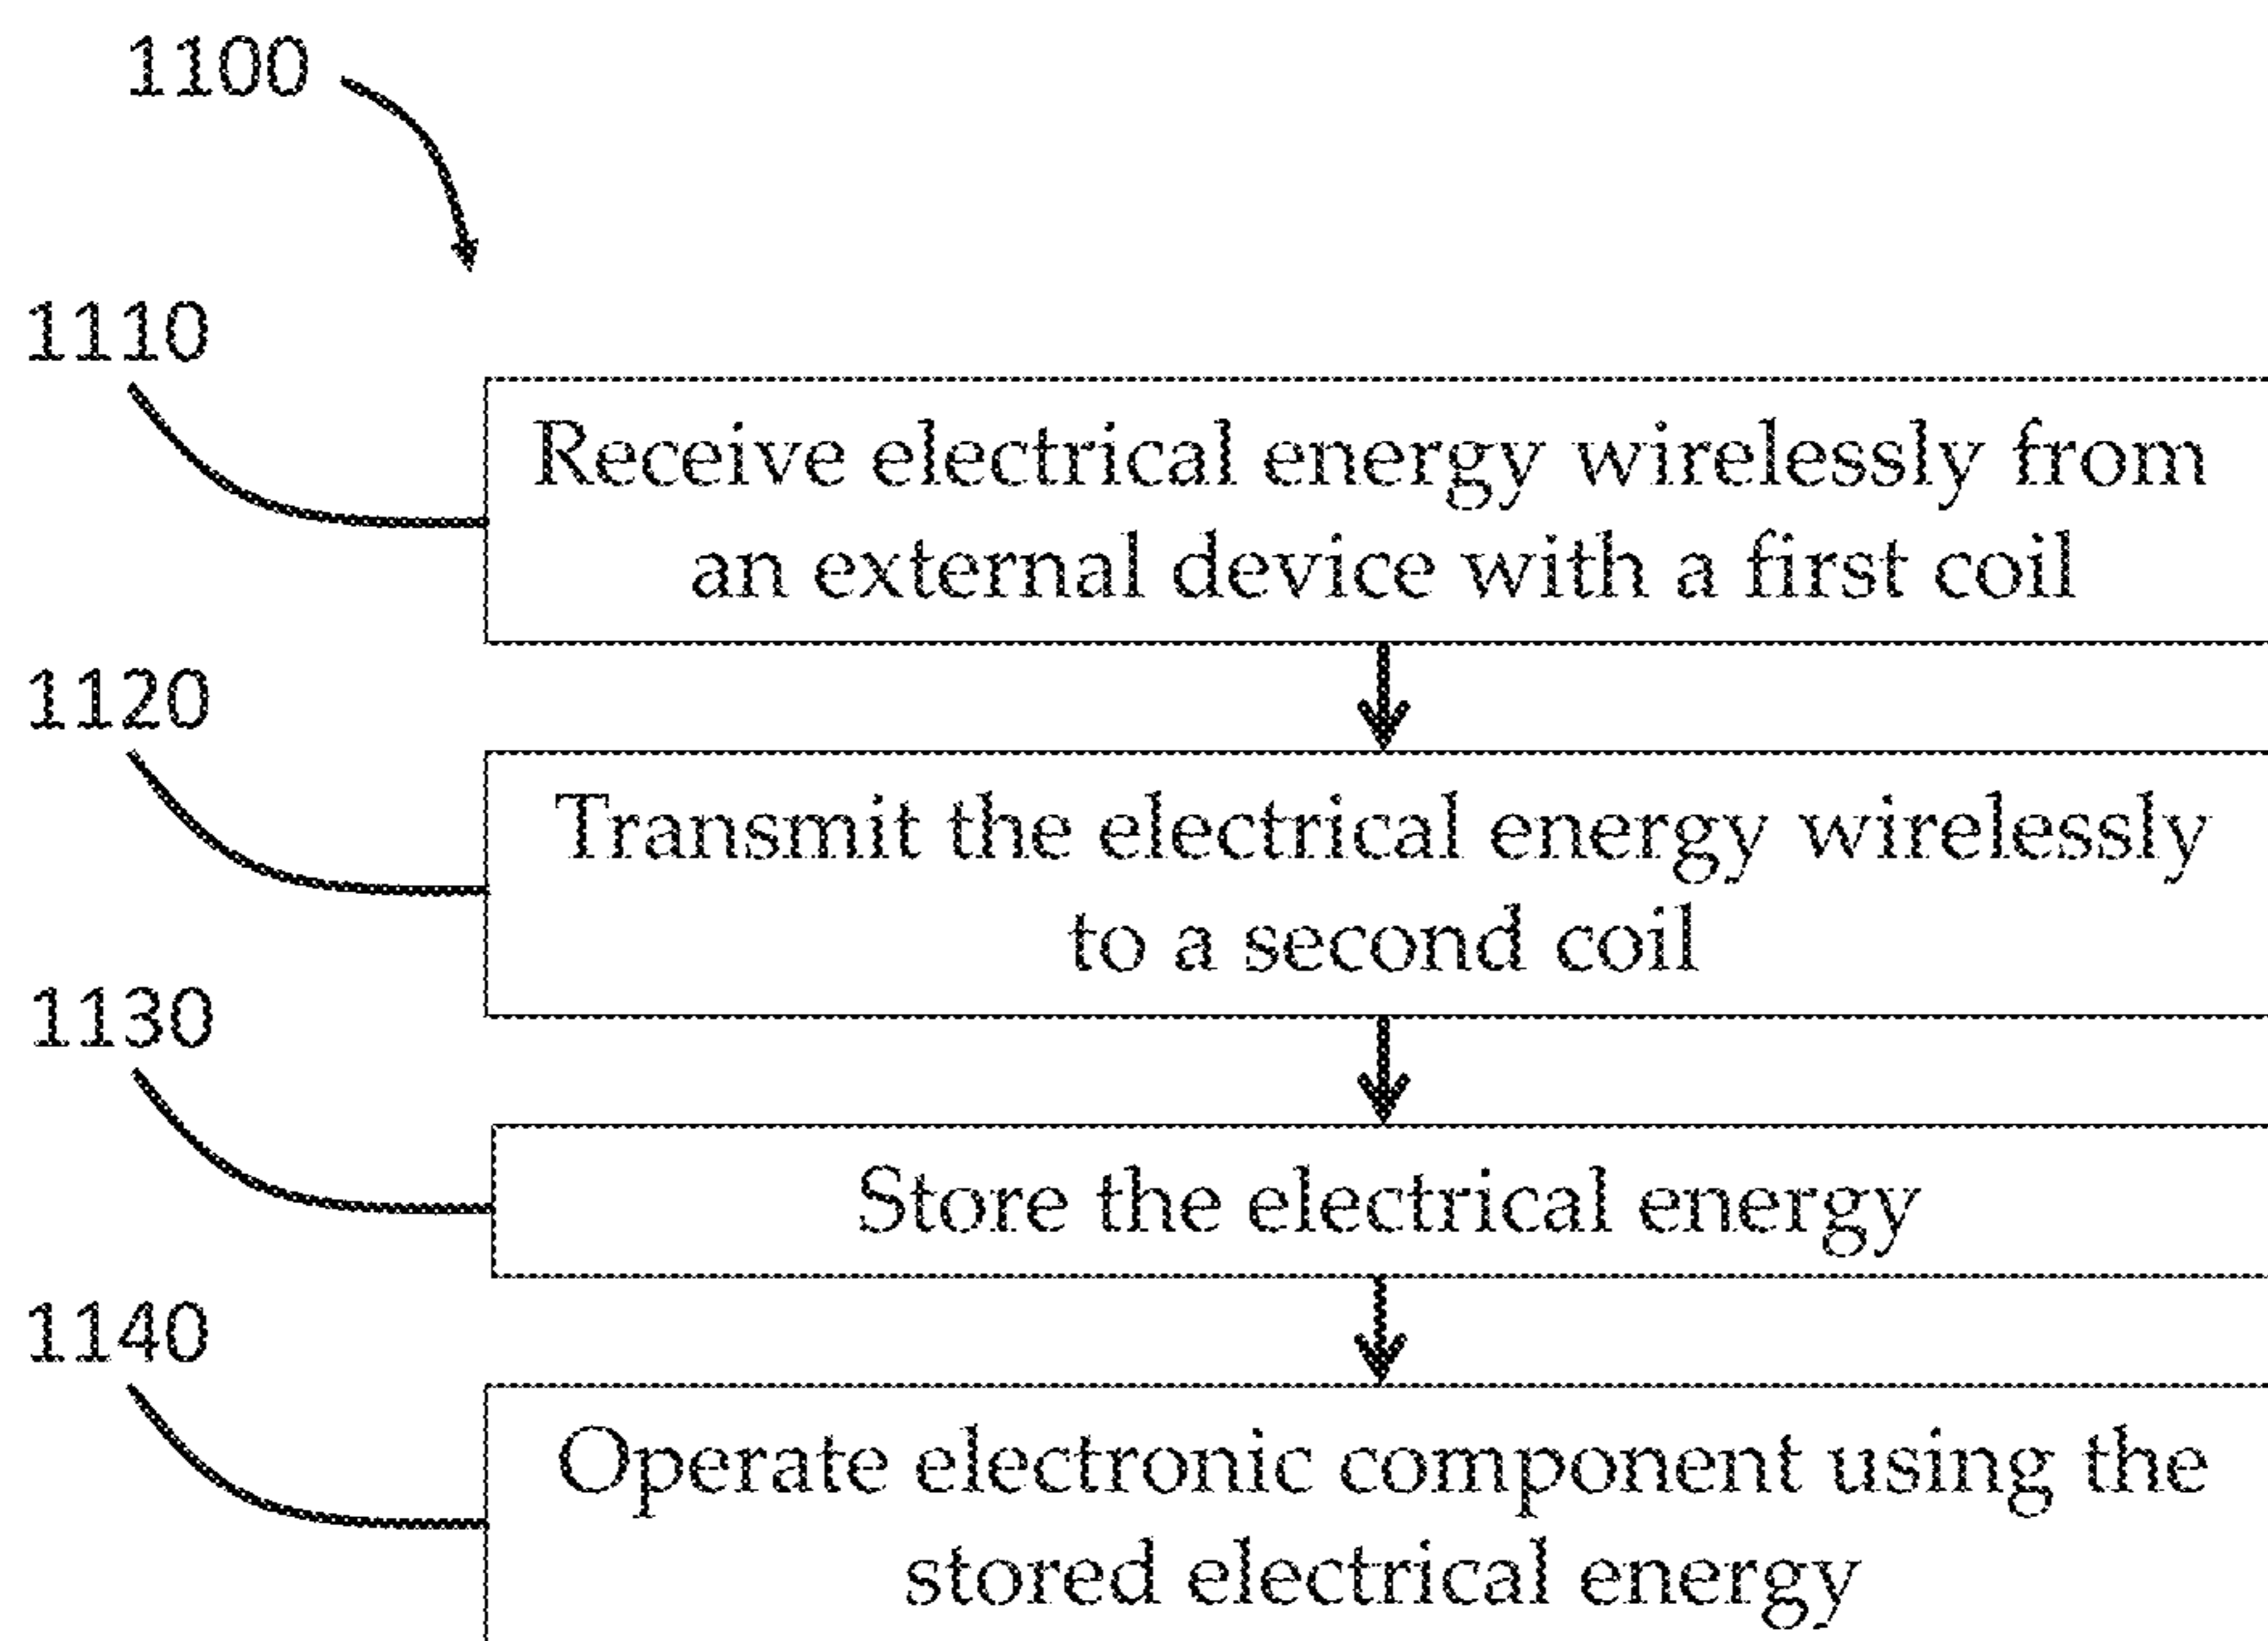 1100
1110
Receive electrical energy wirelessly from
an external device with a first coil
1120
Transmit the electrical energy wirelessly
to a second coil
1130
Store the electrical energy
1140
Operate electronic component using the
stored electrical energy